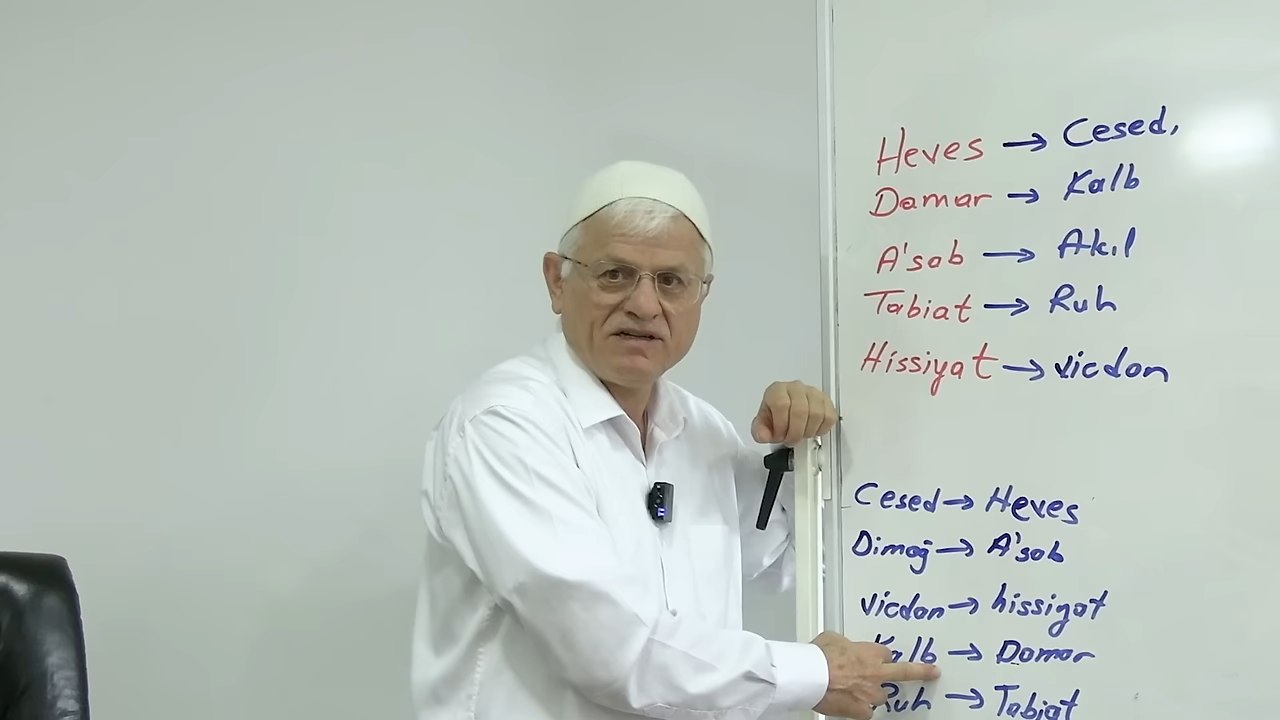 Heves → Cesed,
Damar → Kalb
A'sab → Akıl
Tabiat → Ruh
Hissiyat → vicdan
Cesed → Heves
Dimağ → A'sab
vicdan → hissiyat
Kalb → Damar
Ruh → Tabiat